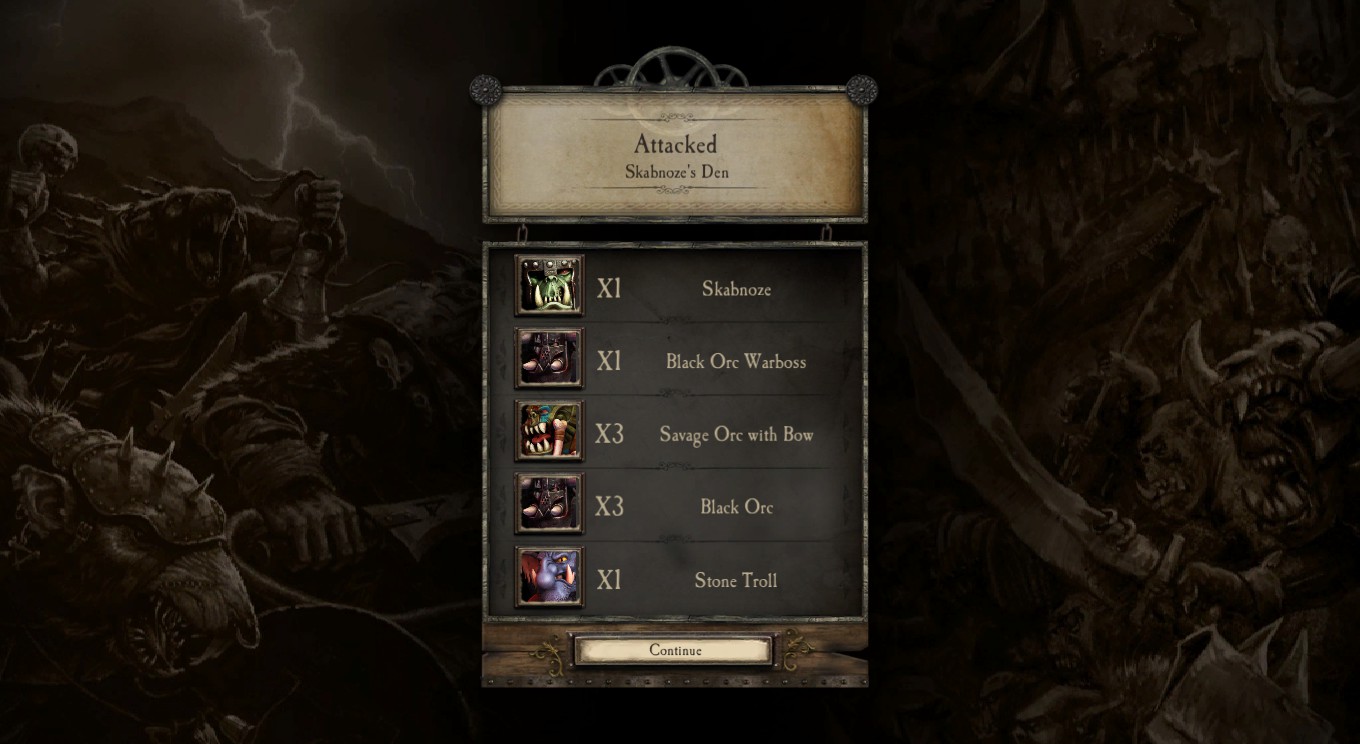 Attacked
Skabnoze's Den
X1 Skabnoze
X1 Black Orc Warboss
X3 Savage Orc with Bow
X3 Black Orc
X1 Stone Troll
Continue